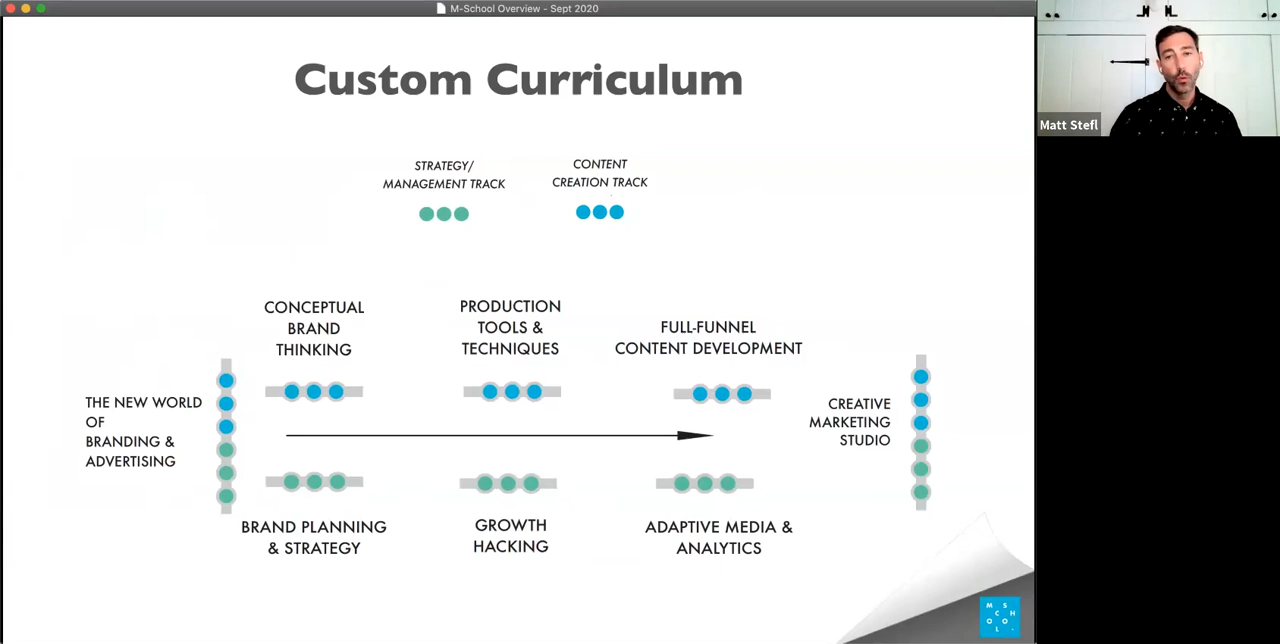 M-School Overview - Sept 2020
Custom Curriculum
STRATEGY/
MANAGEMENT TRACK
CONTENT
CREATION TRACK
CONCEPTUAL
BRAND
THINKING
PRODUCTION
TOOLS &
TECHNIQUES
FULL-FUNNEL
CONTENT DEVELOPMENT
THE NEW WORLD
OF
BRANDING &
ADVERTISING
CREATIVE
MARKETING
STUDIO
BRAND PLANNING
& STRATEGY
GROWTH
HACKING
ADAPTIVE MEDIA &
ANALYTICS
M S
C H
O O
L .
Matt Stefl